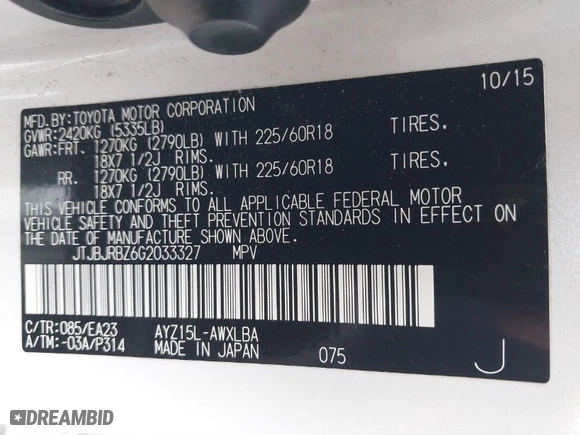 10/15
MFD.BY:TOYOTA MOTOR CORPORATION
GVWR:2420KG (5335LB)
GAWR:FRT. 1270KG (2790LB) WITH 225/60R18 TIRES,
18X7 1/2J RIMS.
RR. 1270KG (2790LB) WITH 225/60R18 TIRES,
18X7 1/2J RIMS.
THIS VEHICLE CONFORMS TO ALL APPLICABLE FEDERAL MOTOR
VEHICLE SAFETY AND THEFT PREVENTION STANDARDS IN EFFECT ON
THE DATE OF MANUFACTURE SHOWN ABOVE.
JTJBJRBZ6G2033327 MPV
C/TR:085/EA23 AYZ15L-AWXLBA
A/TM:-03A/P314 MADE IN JAPAN 075 J
DREAMBID